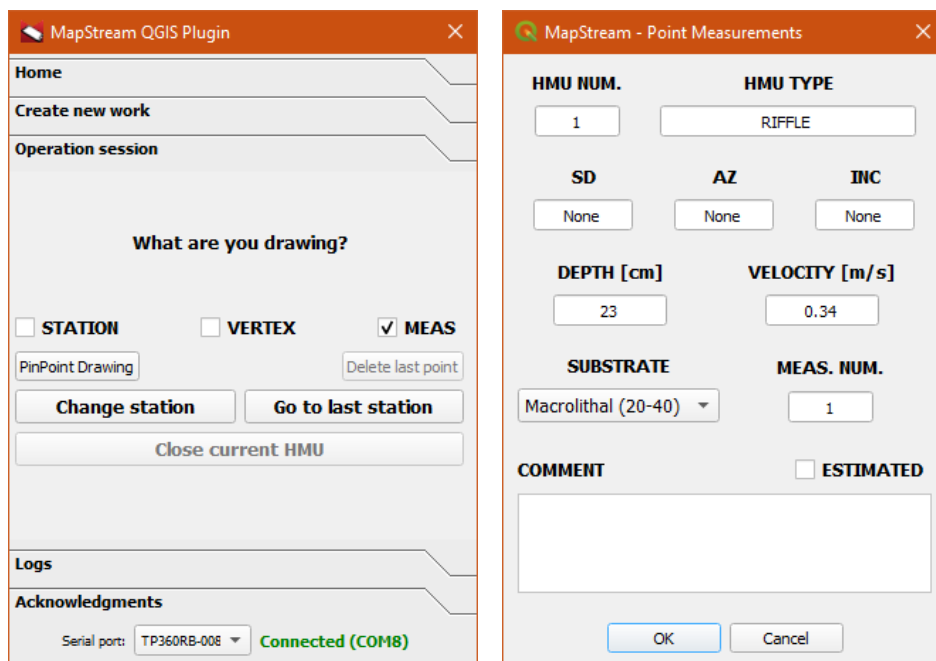 MapStream QGIS Plugin
Home
Create new work
Operation session
What are you drawing?
STATION VERTEX MEAS
PinPoint Drawing Delete last point
Change station Go to last station
Close current HMU
Logs
Acknowledgments
Serial port: TP360RB-008 Connected (COM8)
MapStream - Point Measurements
HMU NUM. HMU TYPE
1 RIFFLE
SD AZ INC
None None None
DEPTH [cm] VELOCITY [m/s]
23 0.34
SUBSTRATE MEAS. NUM.
Macrolithal (20-40) 1
COMMENT ESTIMATED
OK Cancel